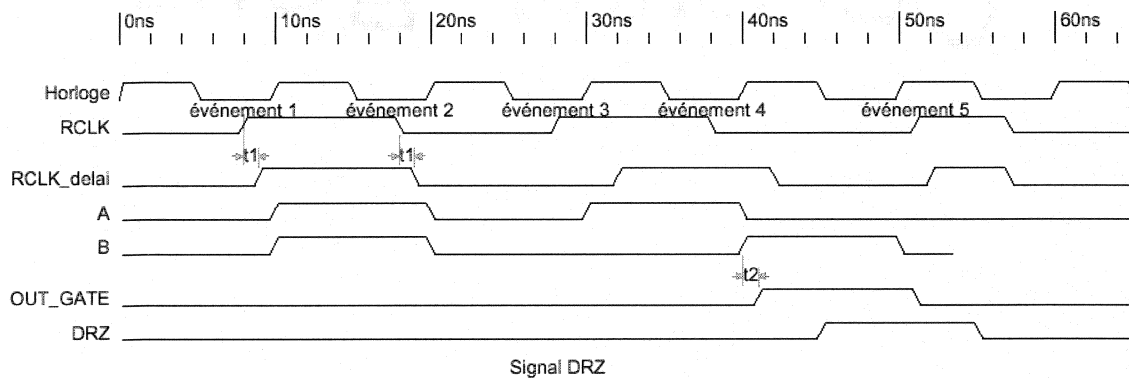 0ns 10ns 20ns 30ns 40ns 50ns 60ns
Horloge
événement 1 événement 2 événement 3 événement 4 événement 5
RCLK
t1 t1
RCLK_delai
A
B
t2
OUT_GATE
DRZ
Signal DRZ